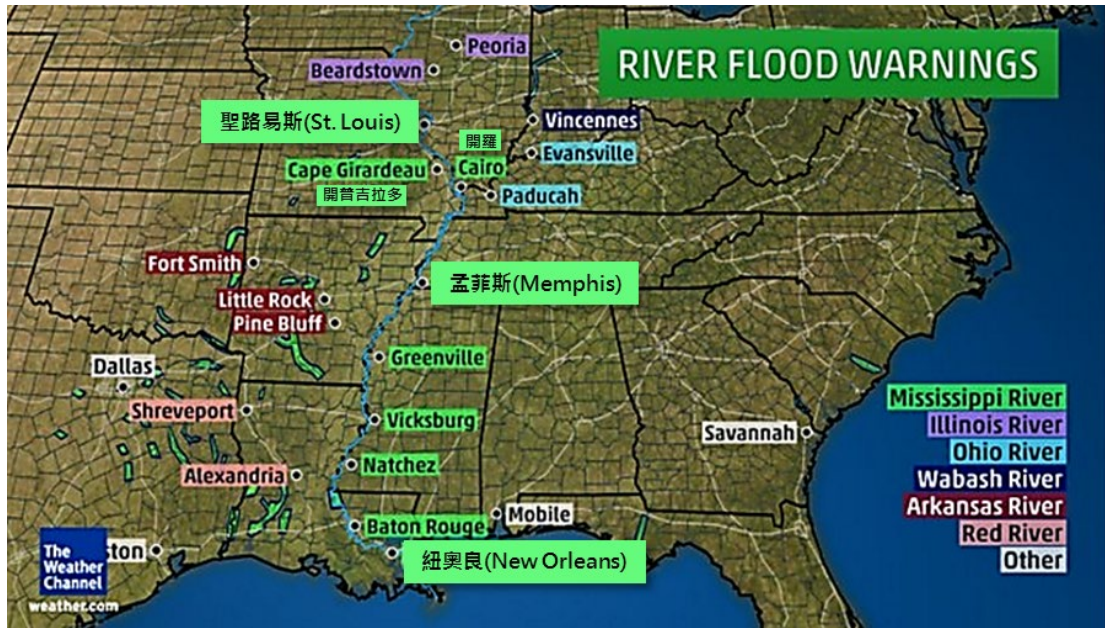 RIVER FLOOD WARNINGS
Peoria
Beardstown
聖路易斯(St. Louis)
Vincennes
開羅
Evansville
Cape Girardeau
Cairo
開普吉拉多
Paducah
Fort Smith
孟菲斯(Memphis)
Little Rock
Pine Bluff
Greenville
Dallas
Shreveport
Vicksburg
Savannah
Natchez
Alexandria
Mobile
Baton Rouge
紐奧良(New Orleans)
Mississippi River
Illinois River
Ohio River
Wabash River
Arkansas River
Red River
Other
The
Weather
Channel
ston
weather.com